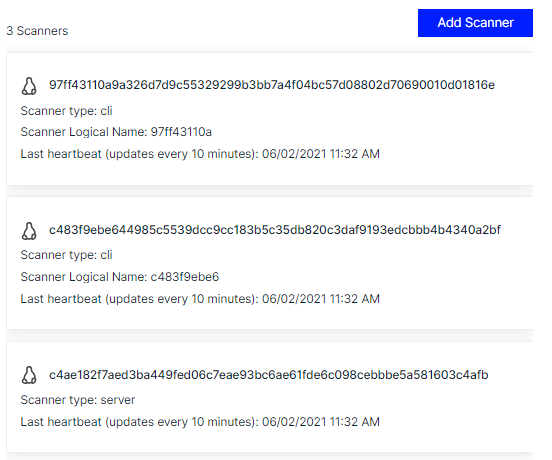 3 Scanners
Add Scanner
97ff43110a9a326d7d9c55329299b3bb7a4f04bc57d08802d70690010d01816e
Scanner type: cli
Scanner Logical Name: 97ff43110a
Last heartbeat (updates every 10 minutes): 06/02/2021 11:32 AM
c483f9ebe644985c5539dcc9cc183b5c35db820c3daf9193edcbbb4b4340a2bf
Scanner type: cli
Scanner Logical Name: c483f9ebe6
Last heartbeat (updates every 10 minutes): 06/02/2021 11:32 AM
c4ae182f7aed3ba449fed06c7eae93bc6ae61fde6c098cebbbe5a581603c4afb
Scanner type: server
Last heartbeat (updates every 10 minutes): 06/02/2021 11:32 AM